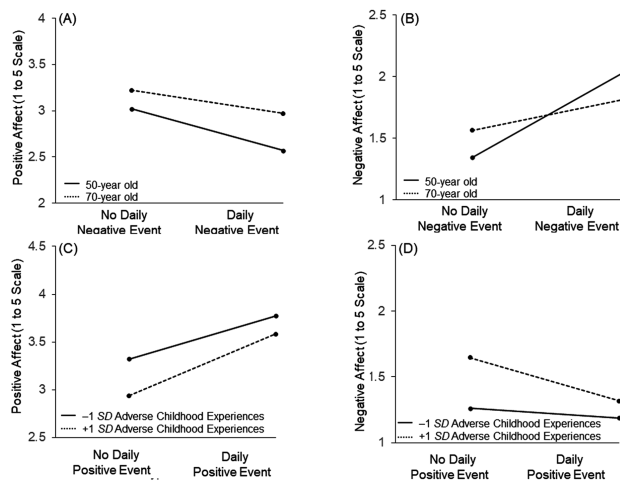 (A)
Positive Affect (1 to 5 Scale)
4
3.5
3
2.5
2
50-year old
70-year old
No Daily
Negative Event
Daily
Negative Event
(B)
Negative Affect (1 to 5 Scale)
2.5
2
1.5
1
50-year old
70-year old
No Daily
Negative Event
Daily
Negative Event
(C)
Positive Affect (1 to 5 Scale)
4.5
4
3.5
3
2.5
–1 SD Adverse Childhood Experiences
+1 SD Adverse Childhood Experiences
No Daily
Positive Event
Daily
Positive Event
(D)
Negative Affect (1 to 5 Scale)
2.5
2
1.5
1
–1 SD Adverse Childhood Experiences
+1 SD Adverse Childhood Experiences
No Daily
Positive Event
Daily
Positive Event